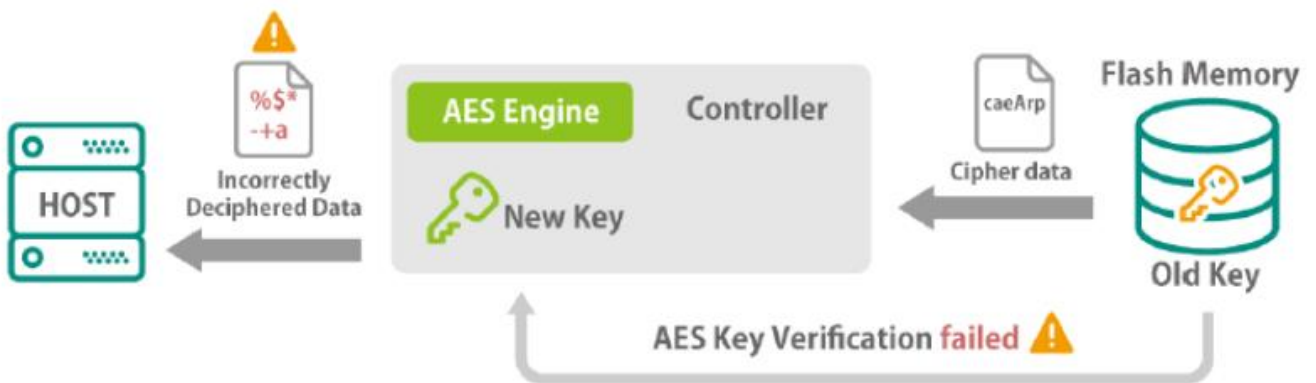 %$*
-+a
Incorrectly
Deciphered Data
HOST
AES Engine
Controller
New Key
caeArp
Cipher data
Flash Memory
Old Key
AES Key Verification failed